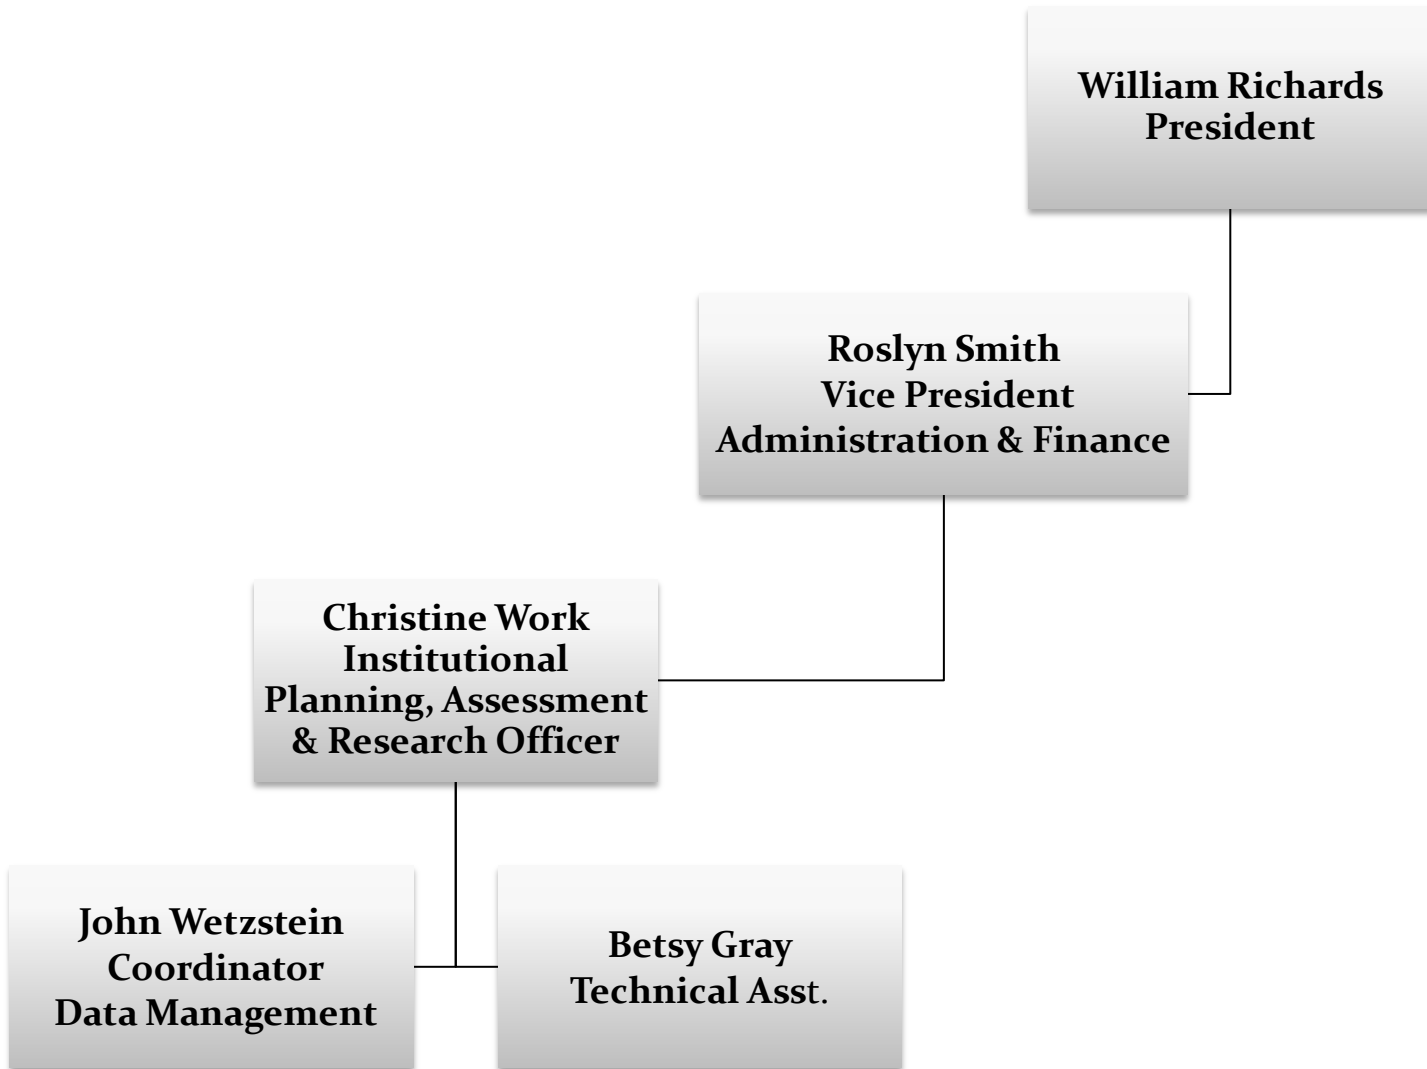 William Richards
President
Roslyn Smith
Vice President
Administration & Finance
Christine Work
Institutional
Planning, Assessment
& Research Officer
John Wetzstein
Coordinator
Data Management
Betsy Gray
Technical Asst.